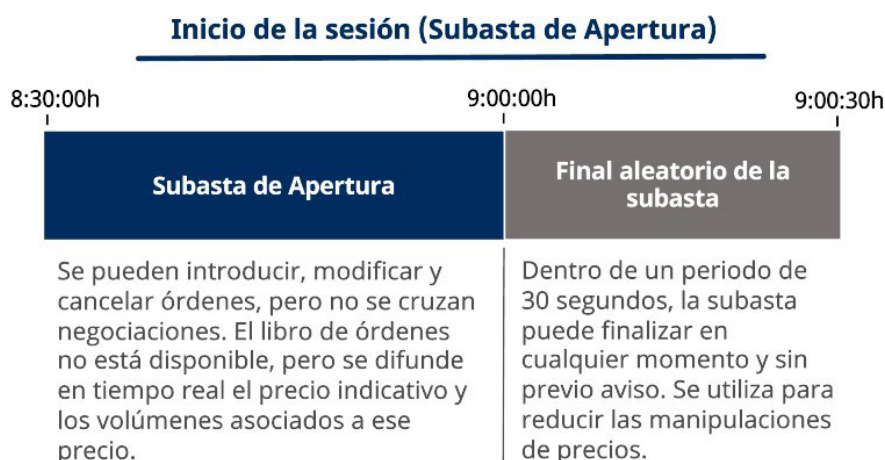 Inicio de la sesión (Subasta de Apertura)
8:30:00h
9:00:00h
9:00:30h
Subasta de Apertura
Final aleatorio de la
subasta
Se pueden introducir, modificar y
cancelar órdenes, pero no se cruzan
negociaciones. El libro de órdenes
no está disponible, pero se difunde
en tiempo real el precio indicativo y
los volúmenes asociados a ese
precio.
Dentro de un periodo de
30 segundos, la subasta
puede finalizar en
cualquier momento y sin
previo aviso. Se utiliza para
reducir las manipulaciones
de precios.